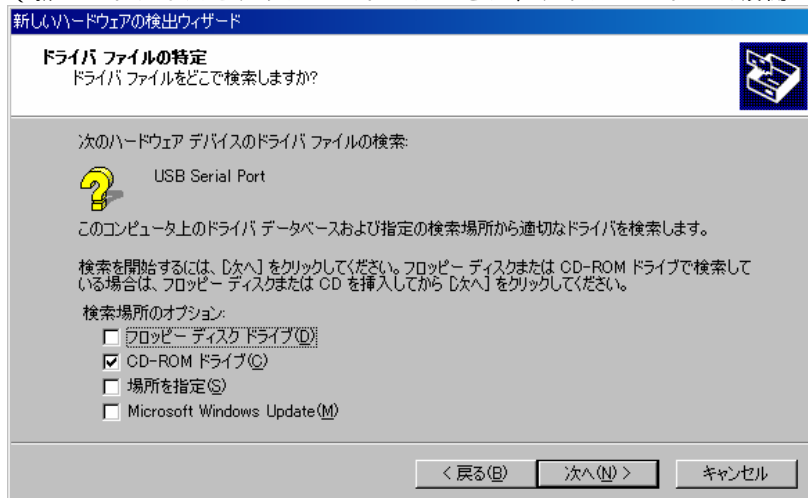 新しいハードウェアの検出ウィザード
ドライバ ファイルの特定
ドライバ ファイルをどこで検索しますか?
次のハードウェア デバイスのドライバ ファイルの検索:
USB Serial Port
このコンピュータ上のドライバ データベースおよび指定の検索場所から適切なドライバを検索します。
検索を開始するには、[次へ] をクリックしてください。フロッピー ディスクまたは CD-ROM ドライブで検索して
いる場合は、フロッピー ディスクまたは CD を挿入してから [次へ] をクリックしてください。
検索場所のオプション:
フロッピー ディスク ドライブ(D)
CD-ROM ドライブ(C)
場所を指定(S)
Microsoft Windows Update(M)
< 戻る(B) 次へ(N) > キャンセル